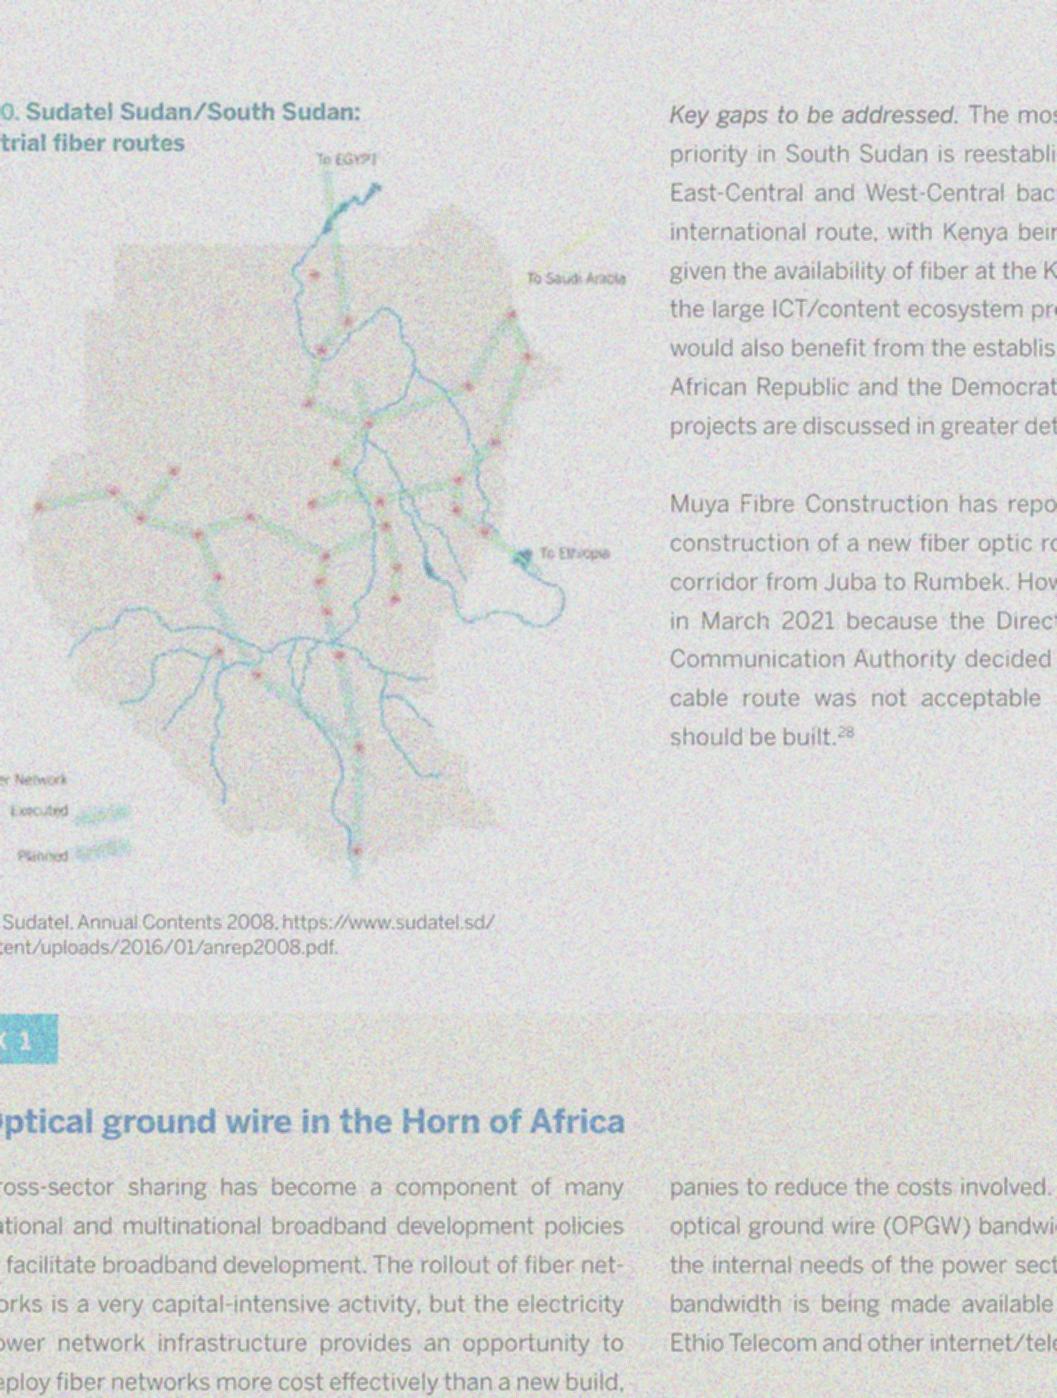 0. Sudatel Sudan/South Sudan:
trial fiber routes
To EGYPT
To Saudi Arabia
To Ethiopia
er Network
Executed
Planned
Sudatel, Annual Contents 2008, https://www.sudatel.sd/
tent/uploads/2016/01/anrep2008.pdf.
Key gaps to be addressed. The mos
priority in South Sudan is reestabli
East-Central and West-Central bac
international route, with Kenya bein
given the availability of fiber at the K
the large ICT/content ecosystem pre
would also benefit from the establis
African Republic and the Democrat
projects are discussed in greater det
Muya Fibre Construction has repo
construction of a new fiber optic ro
corridor from Juba to Rumbek. How
in March 2021 because the Direct
Communication Authority decided
cable route was not acceptable
should be built.28
1
Optical ground wire in the Horn of Africa
ross-sector sharing has become a component of many
ational and multinational broadband development policies
facilitate broadband development. The rollout of fiber net-
orks is a very capital-intensive activity, but the electricity
ower network infrastructure provides an opportunity to
eploy fiber networks more cost effectively than a new build,
panies to reduce the costs involved.
optical ground wire (OPGW) bandwi
the internal needs of the power sect
bandwidth is being made available
Ethio Telecom and other internet/tele